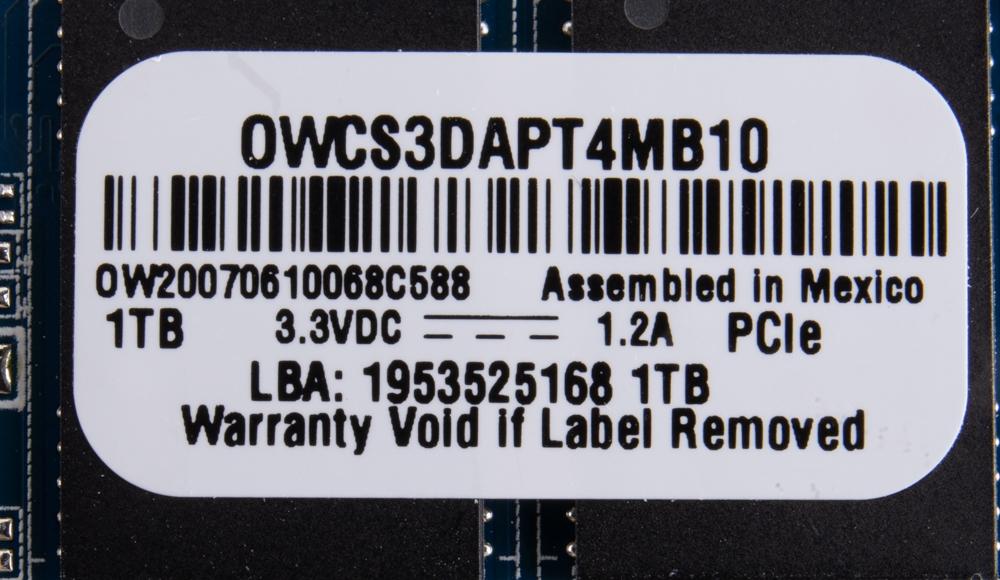 OWCS3DAPT4MB10
OW20070610068C588 Assembled in Mexico
1TB 3.3VDC 1.2A PCIe
LBA: 1953525168 1TB
Warranty Void if Label Removed